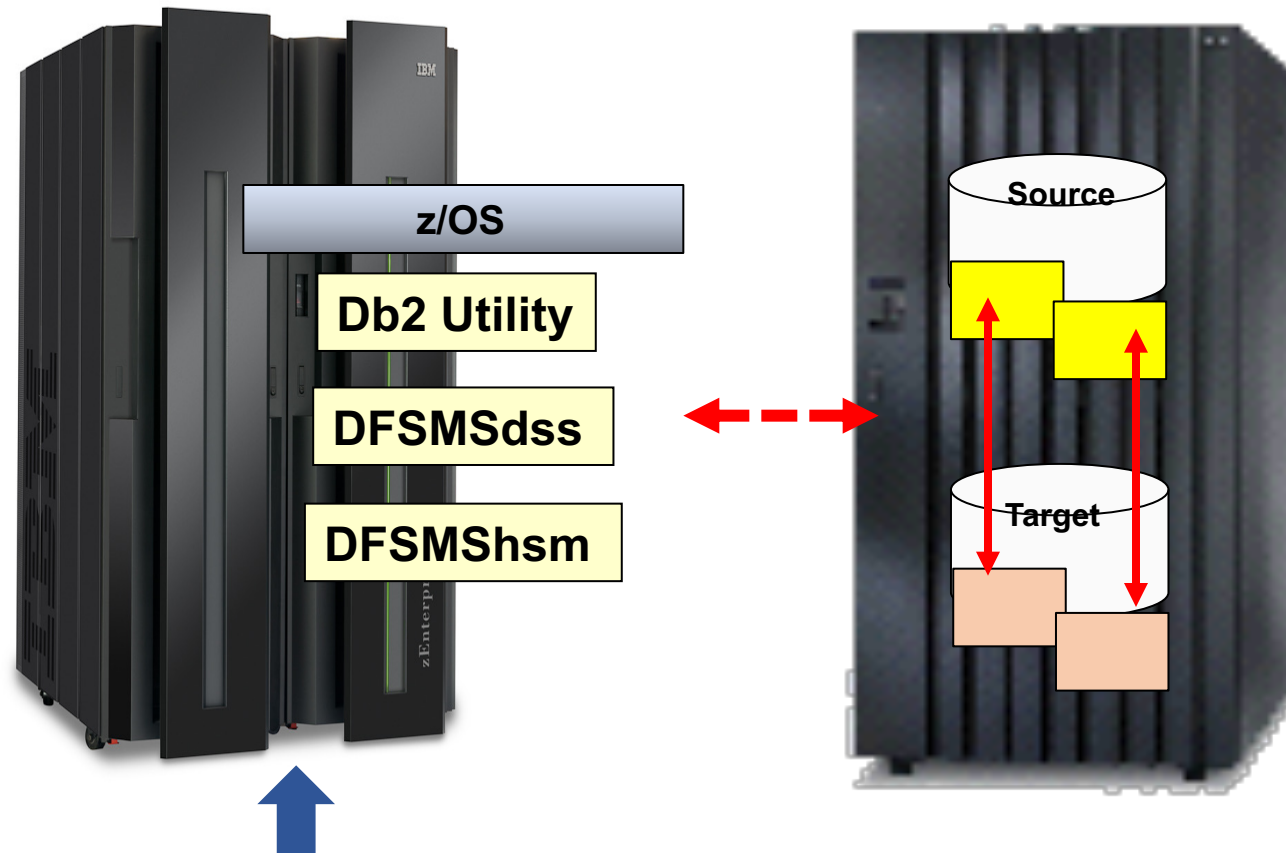 IBM
z/OS
Db2 Utility
DFSMSdss
DFSMShsm
Source
Target